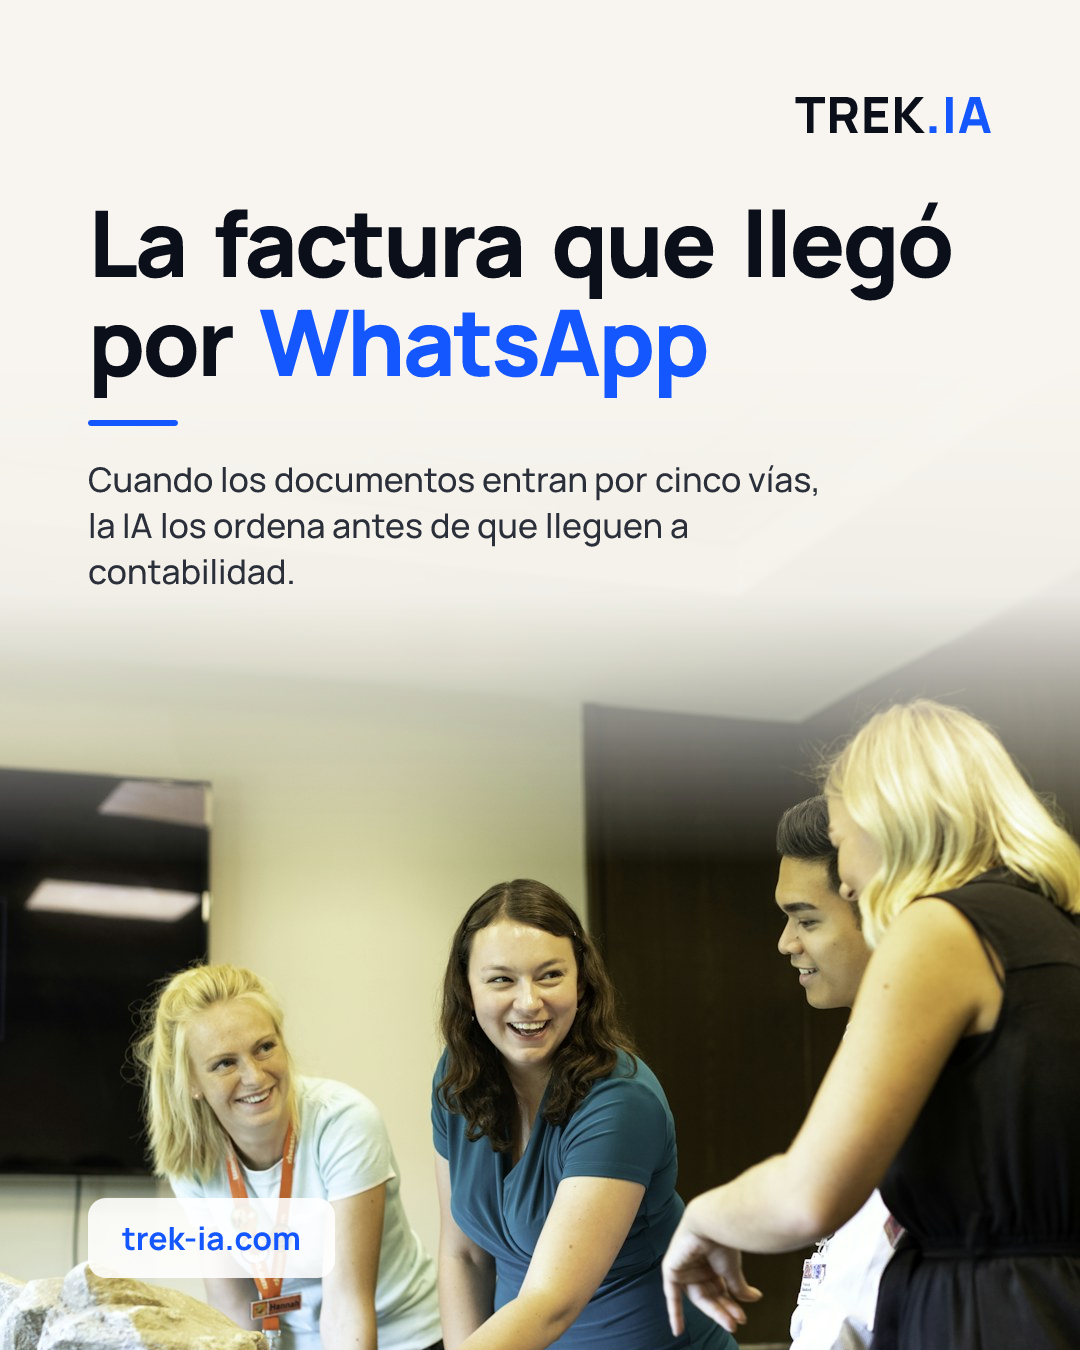 TREK.IA
La factura que llegó
por WhatsApp
Cuando los documentos entran por cinco vías,
la IA los ordena antes de que lleguen a
contabilidad.
trek-ia.com
Hannah